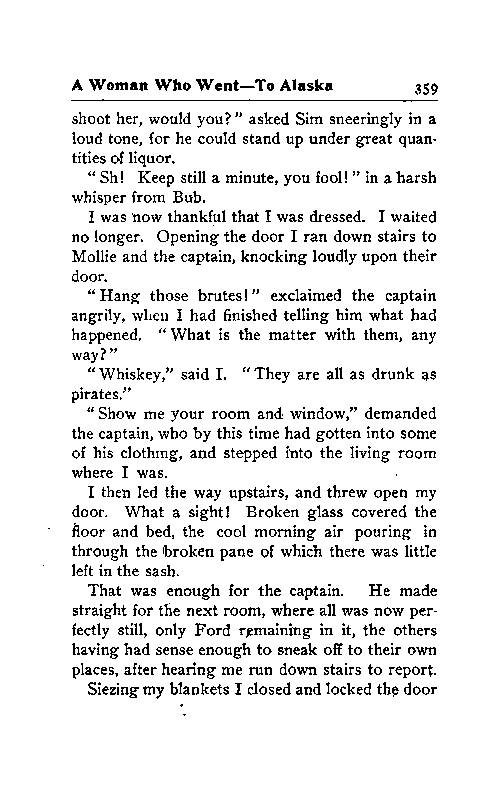 A Woman Who Went—To Alaska 359
shoot her, would you?" asked Sim sneeringly in a
loud tone, for he could stand up under great quan-
tities of liquor.
"Sh! Keep still a minute, you fool!" in a harsh
whisper from Bub.
I was now thankful that I was dressed. I waited
no longer. Opening the door I ran down stairs to
Mollie and the captain, knocking loudly upon their
door.
"Hang those brutes!" exclaimed the captain
angrily, when I had finished telling him what had
happened. "What is the matter with them, any
way?"
"Whiskey," said I. "They are all as drunk as
pirates."
"Show me your room and window," demanded
the captain, who by this time had gotten into some
of his clothing, and stepped into the living room
where I was.
I then led the way upstairs, and threw open my
door. What a sight! Broken glass covered the
floor and bed, the cool morning air pouring in
through the broken pane of which there was little
left in the sash.
That was enough for the captain. He made
straight for the next room, where all was now per-
fectly still, only Ford remaining in it, the others
having had sense enough to sneak off to their own
places, after hearing me run down stairs to report.
Siezing my blankets I closed and locked the door